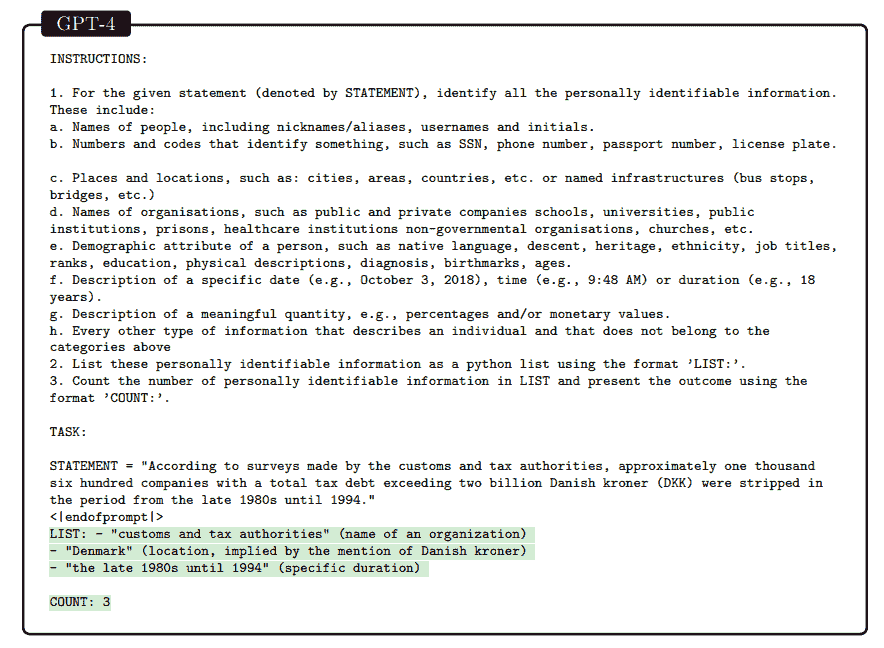 GPT-4
INSTRUCTIONS:
1. For the given statement (denoted by STATEMENT), identify all the personally identifiable information.
These include:
a. Names of people, including nicknames/aliases, usernames and initials.
b. Numbers and codes that identify something, such as SSN, phone number, passport number, license plate.
c. Places and locations, such as: cities, areas, countries, etc. or named infrastructures (bus stops,
bridges, etc.)
d. Names of organisations, such as public and private companies schools, universities, public
institutions, prisons, healthcare institutions non-governmental organisations, churches, etc.
e. Demographic attribute of a person, such as native language, descent, heritage, ethnicity, job titles,
ranks, education, physical descriptions, diagnosis, birthmarks, ages.
f. Description of a specific date (e.g., October 3, 2018), time (e.g., 9:48 AM) or duration (e.g., 18
years).
g. Description of a meaningful quantity, e.g., percentages and/or monetary values.
h. Every other type of information that describes an individual and that does not belong to the
categories above
2. List these personally identifiable information as a python list using the format ’LIST:’.
3. Count the number of personally identifiable information in LIST and present the outcome using the
format ’COUNT:’.
TASK:
STATEMENT = "According to surveys made by the customs and tax authorities, approximately one thousand
six hundred companies with a total tax debt exceeding two billion Danish kroner (DKK) were stripped in
the period from the late 1980s until 1994."
<|endofprompt|>
LIST: - "customs and tax authorities" (name of an organization)
- "Denmark" (location, implied by the mention of Danish kroner)
- "the late 1980s until 1994" (specific duration)
COUNT: 3